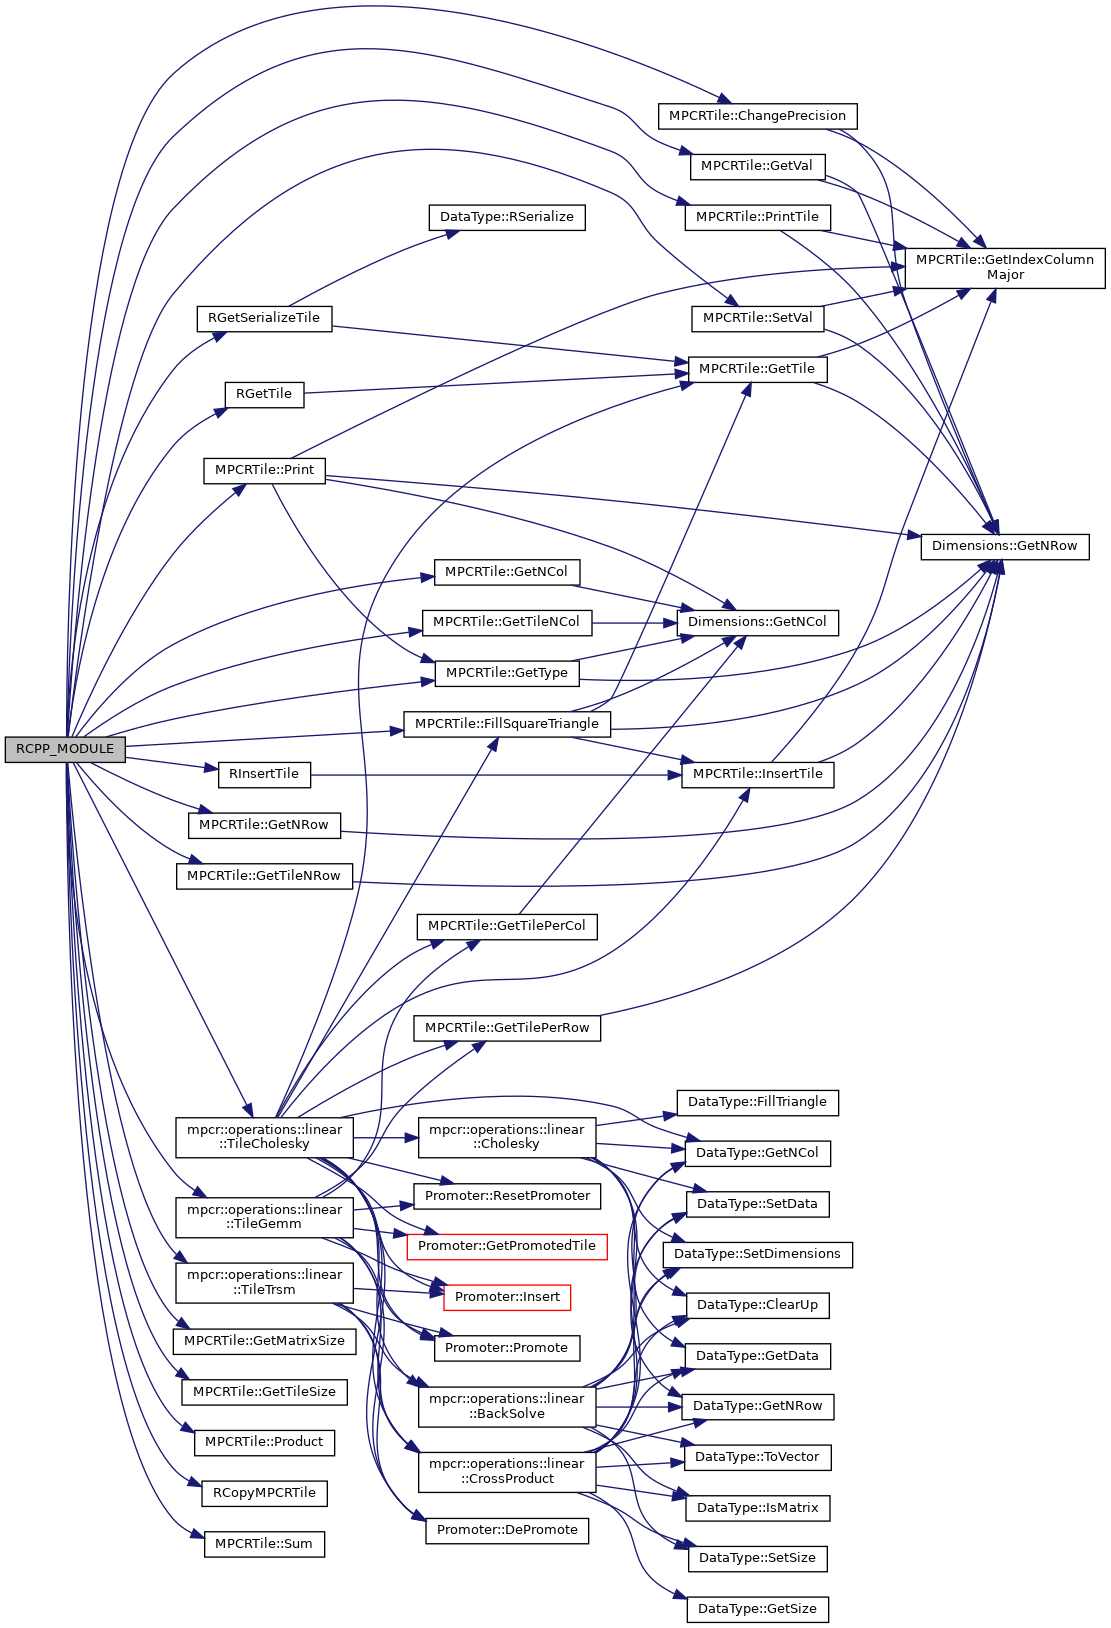 MPCRTile::ChangePrecision
MPCRTile::GetVal
DataType::RSerialize
MPCRTile::PrintTile
MPCRTile::GetIndexColumn
Major
RGetSerializeTile
MPCRTile::SetVal
MPCRTile::GetTile
RGetTile
MPCRTile::Print
Dimensions::GetNRow
MPCRTile::GetNCol
MPCRTile::GetTileNCol
Dimensions::GetNCol
MPCRTile::GetType
MPCRTile::FillSquareTriangle
RCPP_MODULE
RInsertTile
MPCRTile::InsertTile
MPCRTile::GetNRow
MPCRTile::GetTileNRow
MPCRTile::GetTilePerCol
MPCRTile::GetTilePerRow
DataType::FillTriangle
mpcr::operations::linear
::TileCholesky
mpcr::operations::linear
::Cholesky
DataType::GetNCol
Promoter::ResetPromoter
DataType::SetData
mpcr::operations::linear
::TileGemm
Promoter::GetPromotedTile
DataType::SetDimensions
mpcr::operations::linear
::TileTrsm
Promoter::Insert
DataType::ClearUp
MPCRTile::GetMatrixSize
Promoter::Promote
DataType::GetData
MPCRTile::GetTileSize
mpcr::operations::linear
::BackSolve
DataType::GetNRow
MPCRTile::Product
DataType::ToVector
mpcr::operations::linear
::CrossProduct
RCopyMPCRTile
DataType::IsMatrix
MPCRTile::Sum
Promoter::DePromote
DataType::SetSize
DataType::GetSize